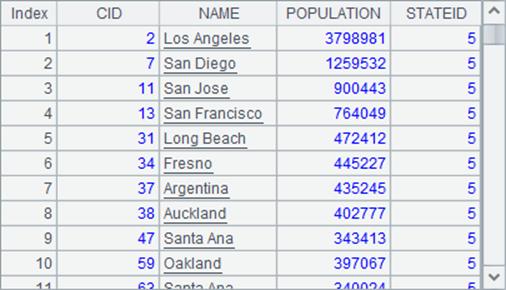 Index CID NAME POPULATION STATEID
1 2 Los Angeles 3798981 5
2 7 San Diego 1259532 5
3 11 San Jose 900443 5
4 13 San Francisco 764049 5
5 31 Long Beach 472412 5
6 34 Fresno 445227 5
7 37 Argentina 435245 5
8 38 Auckland 402777 5
9 47 Santa Ana 343413 5
10 59 Oakland 397067 5
11 63 Santa Ana 340024 5